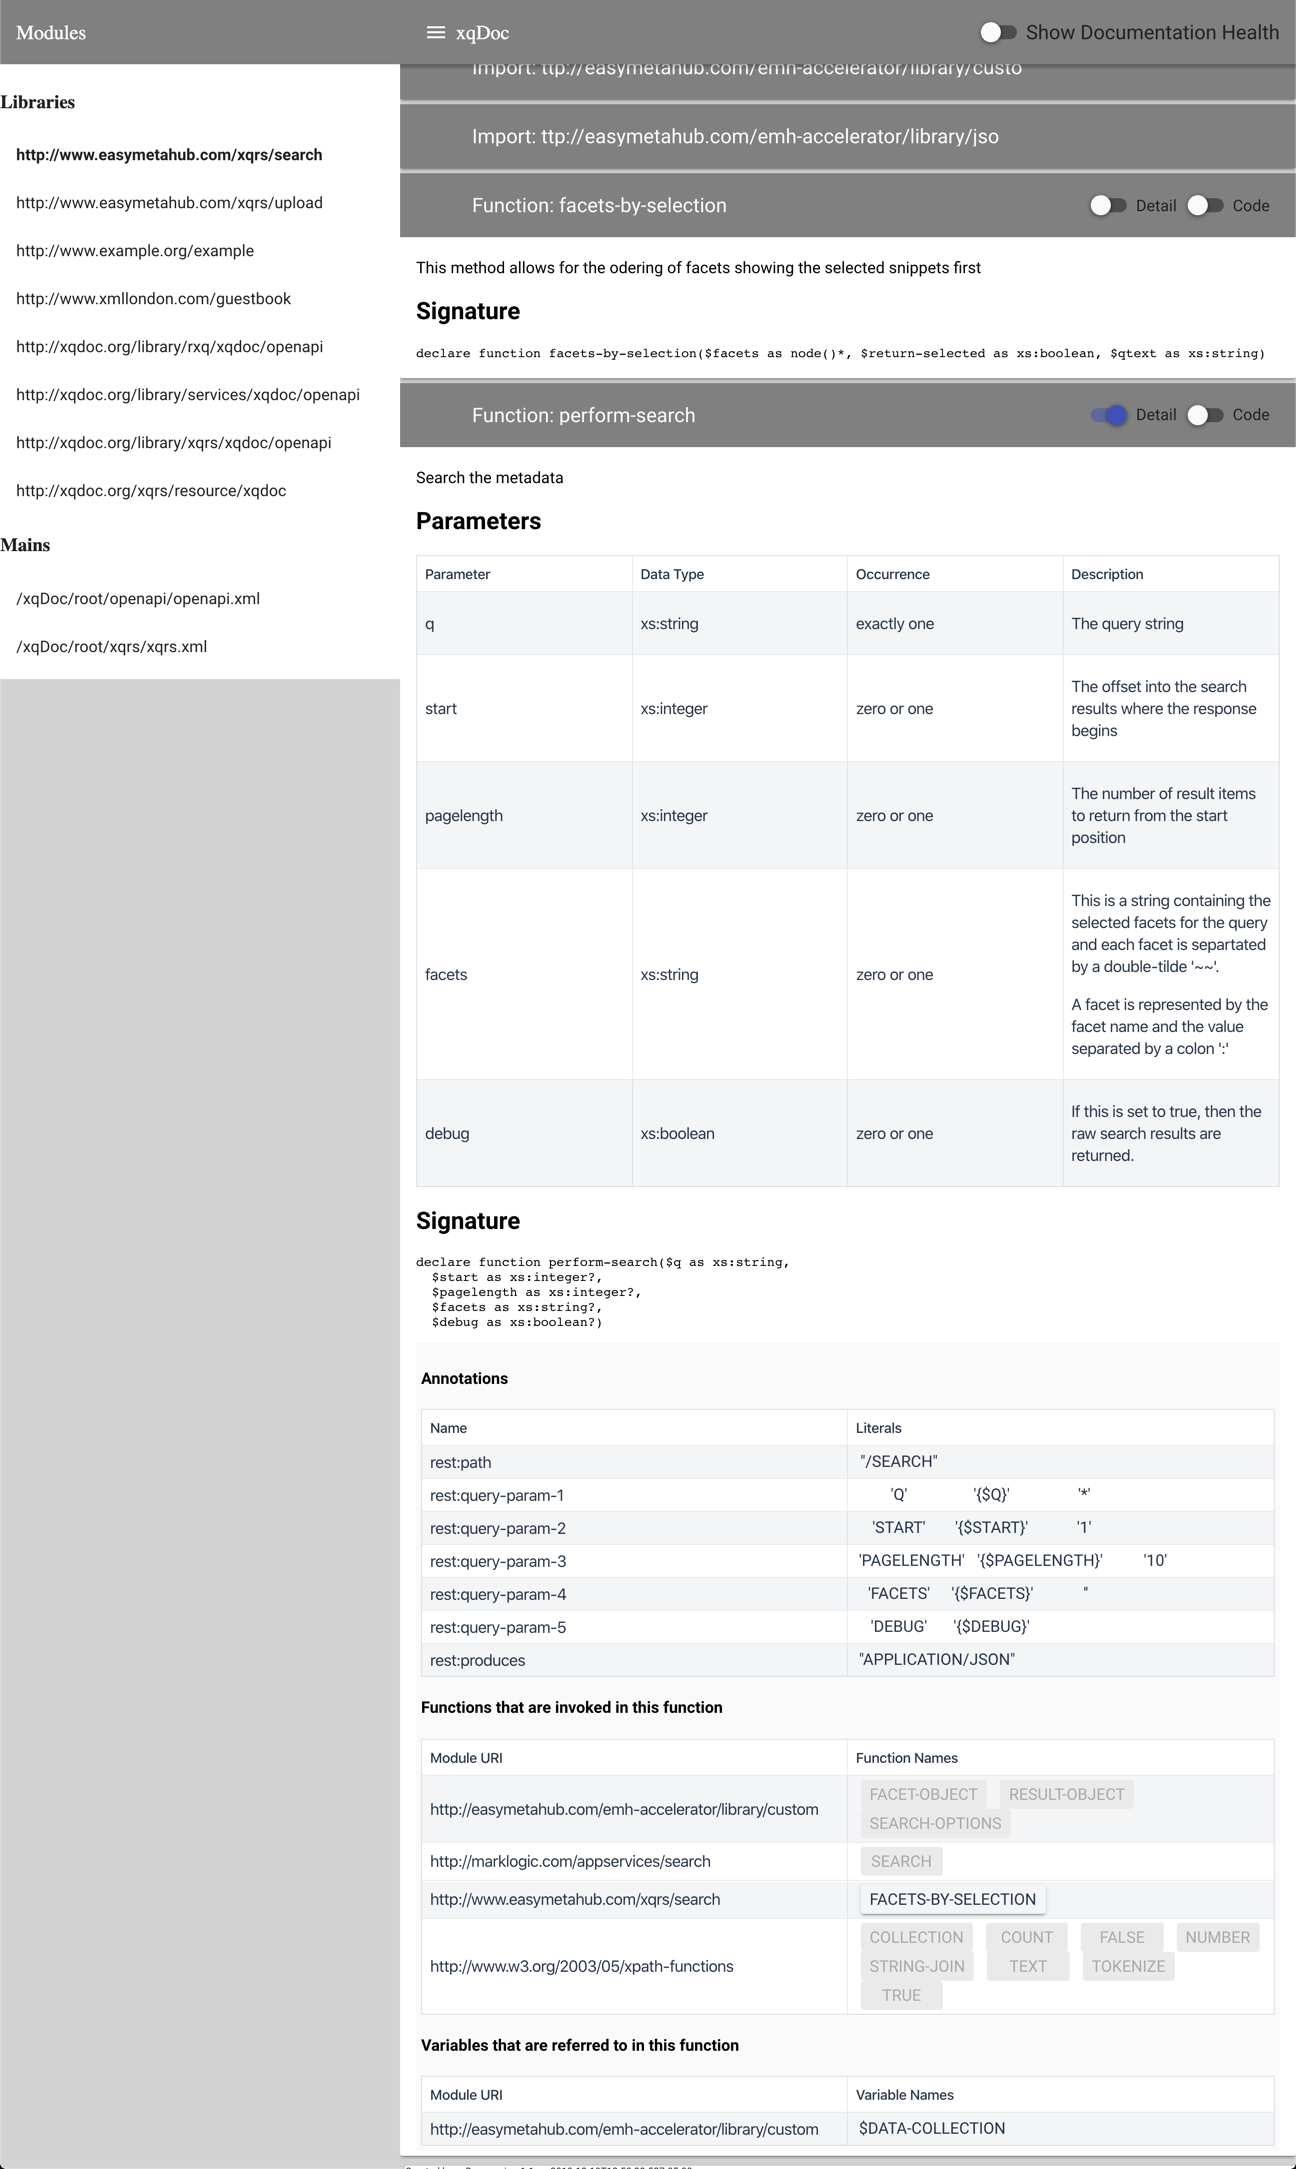 Modules
Libraries
http://www.easymetahub.com/xqrs/search
http://www.easymetahub.com/xqrs/upload
http://www.example.org/example
http://www.xmllondon.com/guestbook
http://xqdoc.org/library/rxq/xqdoc/openapi
http://xqdoc.org/library/services/xqdoc/openapi
http://xqdoc.org/library/xqrs/xqdoc/openapi
http://xqdoc.org/xqrs/resource/xqdoc
Mains
/xqDoc/root/openapi/openapi.xml
/xqDoc/root/xqrs/xqrs.xml
xqDoc
Show Documentation Health
Import: ttp://easymetahub.com/emh-accelerator/library/custo
Import: ttp://easymetahub.com/emh-accelerator/library/jso
Function: facets-by-selection Detail Code
This method allows for the odering of facets showing the selected snippets first
Signature
declare function facets-by-selection($facets as node()*, $return-selected as xs:boolean, $qtext as xs:string)
Function: perform-search Detail Code
Search the metadata
Parameters
Parameter Data Type Occurrence Description
q xs:string exactly one The query string
start xs:integer zero or one The offset into the search
results where the response
begins
pagelength xs:integer zero or one The number of result items
to return from the start
position
facets xs:string zero or one This is a string containing the
selected facets for the query
and each facet is separtated
by a double-tilde '~~'.
A facet is represented by the
facet name and the value
separated by a colon ':'
debug xs:boolean zero or one If this is set to true, then the
raw search results are
returned.
Signature
declare function perform-search($q as xs:string,
$start as xs:integer?,
$pagelength as xs:integer?,
$facets as xs:string?,
$debug as xs:boolean?)
Annotations
Name Literals
rest:path "/SEARCH"
rest:query-param-1 'Q' '{$Q}' '*'
rest:query-param-2 'START' '{$START}' '1'
rest:query-param-3 'PAGELENGTH' '{$PAGELENGTH}' '10'
rest:query-param-4 'FACETS' '{$FACETS}' ''
rest:query-param-5 'DEBUG' '{$DEBUG}'
rest:produces "APPLICATION/JSON"
Functions that are invoked in this function
Module URI Function Names
http://easymetahub.com/emh-accelerator/library/custom FACET-OBJECT RESULT-OBJECT
SEARCH-OPTIONS
http://marklogic.com/appservices/search SEARCH
http://www.easymetahub.com/xqrs/search FACETS-BY-SELECTION
http://www.w3.org/2003/05/xpath-functions COLLECTION COUNT FALSE NUMBER
STRING-JOIN TEXT TOKENIZE
TRUE
Variables that are referred to in this function
Module URI Variable Names
http://easymetahub.com/emh-accelerator/library/custom $DATA-COLLECTION